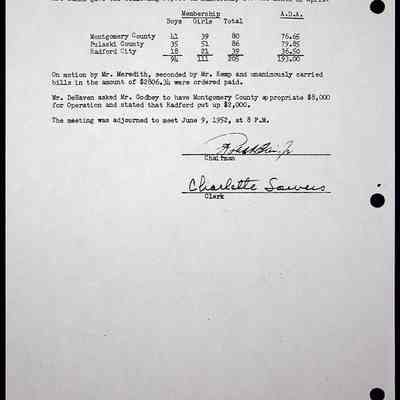 Membership A.D.A.
Boys Girls Total
Montgomery County 41 39 80 76.65
Pulaski County 35 51 86 79.85
Radford City 18 21 39 36.50
94 111 205 193.00
On motion by Mr. Meredith, seconded by Mr. Kemp and unanimously carried
bills in the amount of $2806.34 were ordered paid.
Mr. DeHaven asked Mr. Godbey to have Montgomery County appropriate $8,000
for Operation and stated that Radford put up $2,000.
The meeting was adjourned to meet June 9, 1952, at 8 P.M.
Chairman
Charlotte Sowers
Clerk